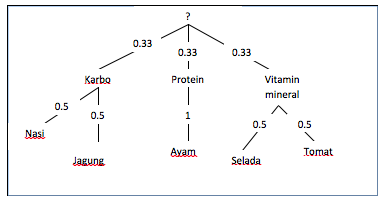 ?
0.33
0.33
0.33
Karbo
Protein
Vitamin
mineral
0.5
0.5
1
0.5
0.5
Nasi
Jagung
Ayam
Selada
Tomat